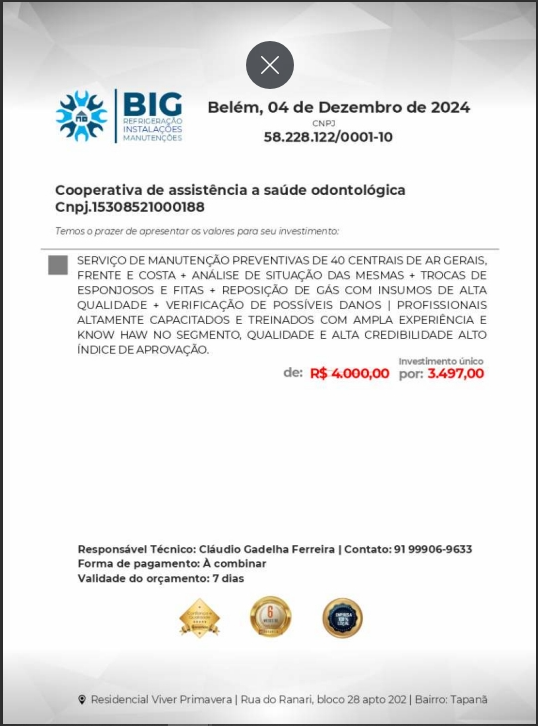 BIG
REFRIGERAÇÃO
INSTALAÇÕES
MANUTENÇÕES
Belém, 04 de Dezembro de 2024
CNPJ
58.228.122/0001-10
Cooperativa de assistência a saúde odontológica
Cnpj.15308521000188
Temos o prazer de apresentar os valores para seu investimento:
SERVIÇO DE MANUTENÇÃO PREVENTIVAS DE 40 CENTRAIS DE AR GERAIS,
FRENTE E COSTA + ANÁLISE DE SITUAÇÃO DAS MESMAS + TROCAS DE
ESPONJOSOS E FITAS + REPOSIÇÃO DE GÁS COM INSUMOS DE ALTA
QUALIDADE + VERIFICAÇÃO DE POSSÍVEIS DANOS | PROFISSIONAIS
ALTAMENTE CAPACITADOS E TREINADOS COM AMPLA EXPERIÊNCIA E
KNOW HAW NO SEGMENTO, QUALIDADE E ALTA CREDIBILIDADE ALTO
ÍNDICE DE APROVAÇÃO.
Investimento único
de: R$ 4.000,00 por: 3.497,00
Responsável Técnico: Cláudio Gadelha Ferreira | Contato: 91 99906-9633
Forma de pagamento: À combinar
Validade do orçamento: 7 dias
6
EMPRESA
100%
LEGAL
Residencial Viver Primavera | Rua do Ranari, bloco 28 apto 202 | Bairro: Tapanã